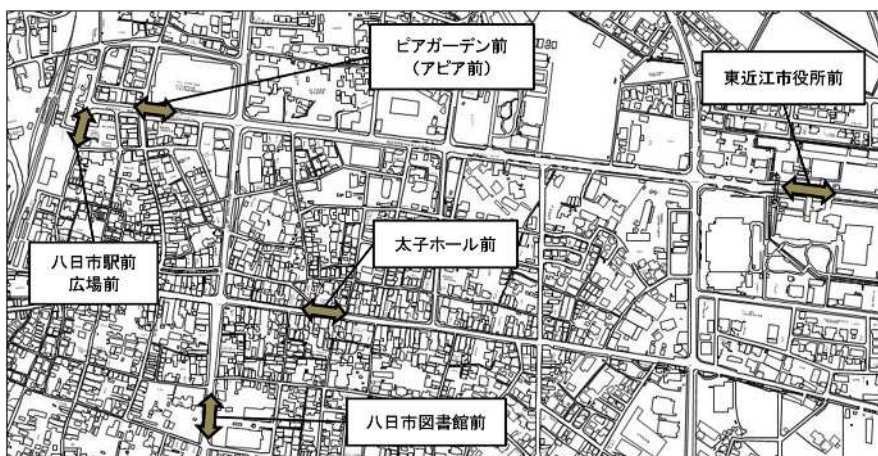 ピアガーデン前
（アピア前）
東近江市役所前
八日市駅前
広場前
太子ホール前
八日市図書館前